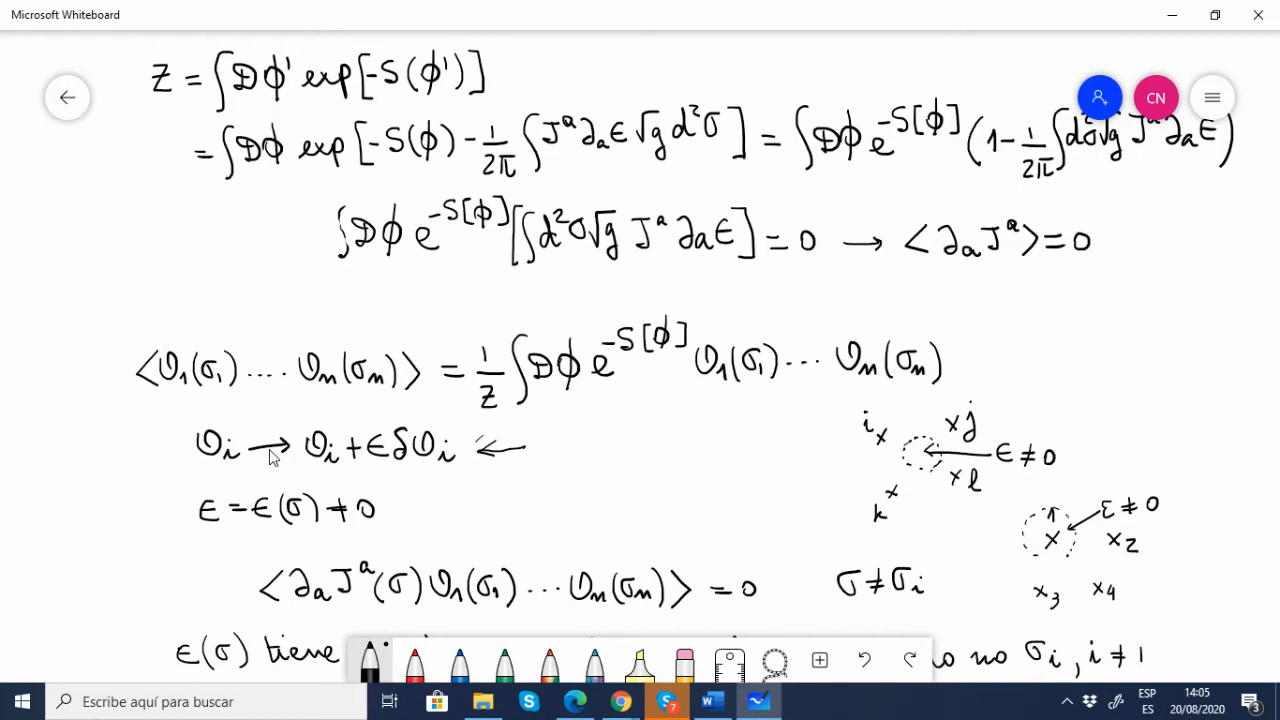 Microsoft Whiteboard
Z = ∫Dϕ' exp[-S(ϕ')]
CN
= ∫Dϕ exp[-S(ϕ) - 1/2π ∫J^a ∂_a ϵ √g d²σ] = ∫Dϕ e^{-S[ϕ]} (1 - 1/2π ∫d²σ√g J^a ∂_a ϵ)
∫Dϕ e^{-S[ϕ]} [∫d²σ√g J^a ∂_a ϵ] = 0 → <∂_a J^a> = 0
<O_1(σ_1) .... O_n(σ_n)> = 1/Z ∫Dϕ e^{-S[ϕ]} O_1(σ_1) ... O_n(σ_n)
O_i → O_i + ϵ δO_i ←
i x x j
ϵ ≠ 0
x l
k x
ϵ = ϵ(σ) ≠ 0
1 x
ϵ ≠ 0
x 2
x 3 x 4
<∂_a J^a(σ) O_1(σ_1) ... O_n(σ_n)> = 0 σ ≠ σ_i
ϵ(σ) tiene no σ_i, i ≠ 1
Escribe aquí para buscar
7
ESP
ES
14:05
20/08/2020
3